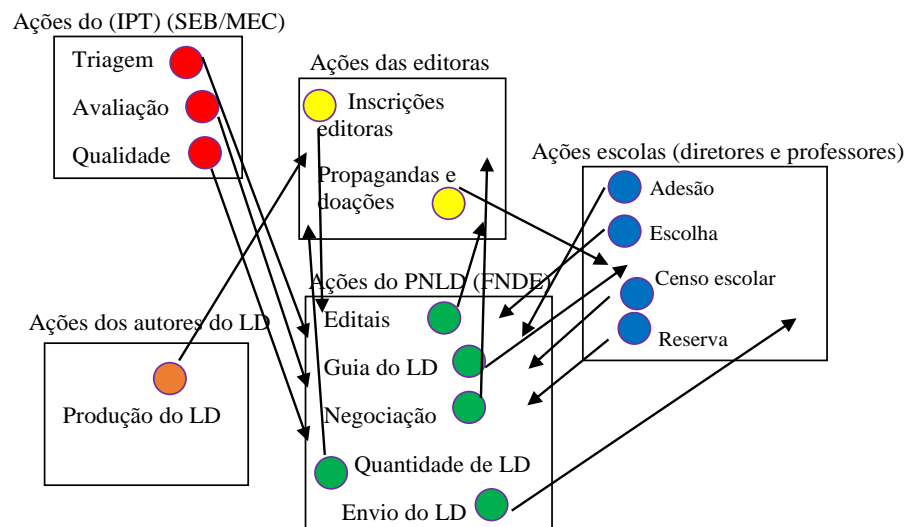 Ações do (IPT) (SEB/MEC)
Triagem
Avaliação
Qualidade
Ações das editoras
Inscrições
editoras
Propagandas e
doações
Ações escolas (diretores e professores)
Adesão
Escolha
Censo escolar
Reserva
Ações dos autores do LD
Produção do LD
Ações do PNLD (FNDE)
Editais
Guia do LD
Negociação
Quantidade de LD
Envio do LD